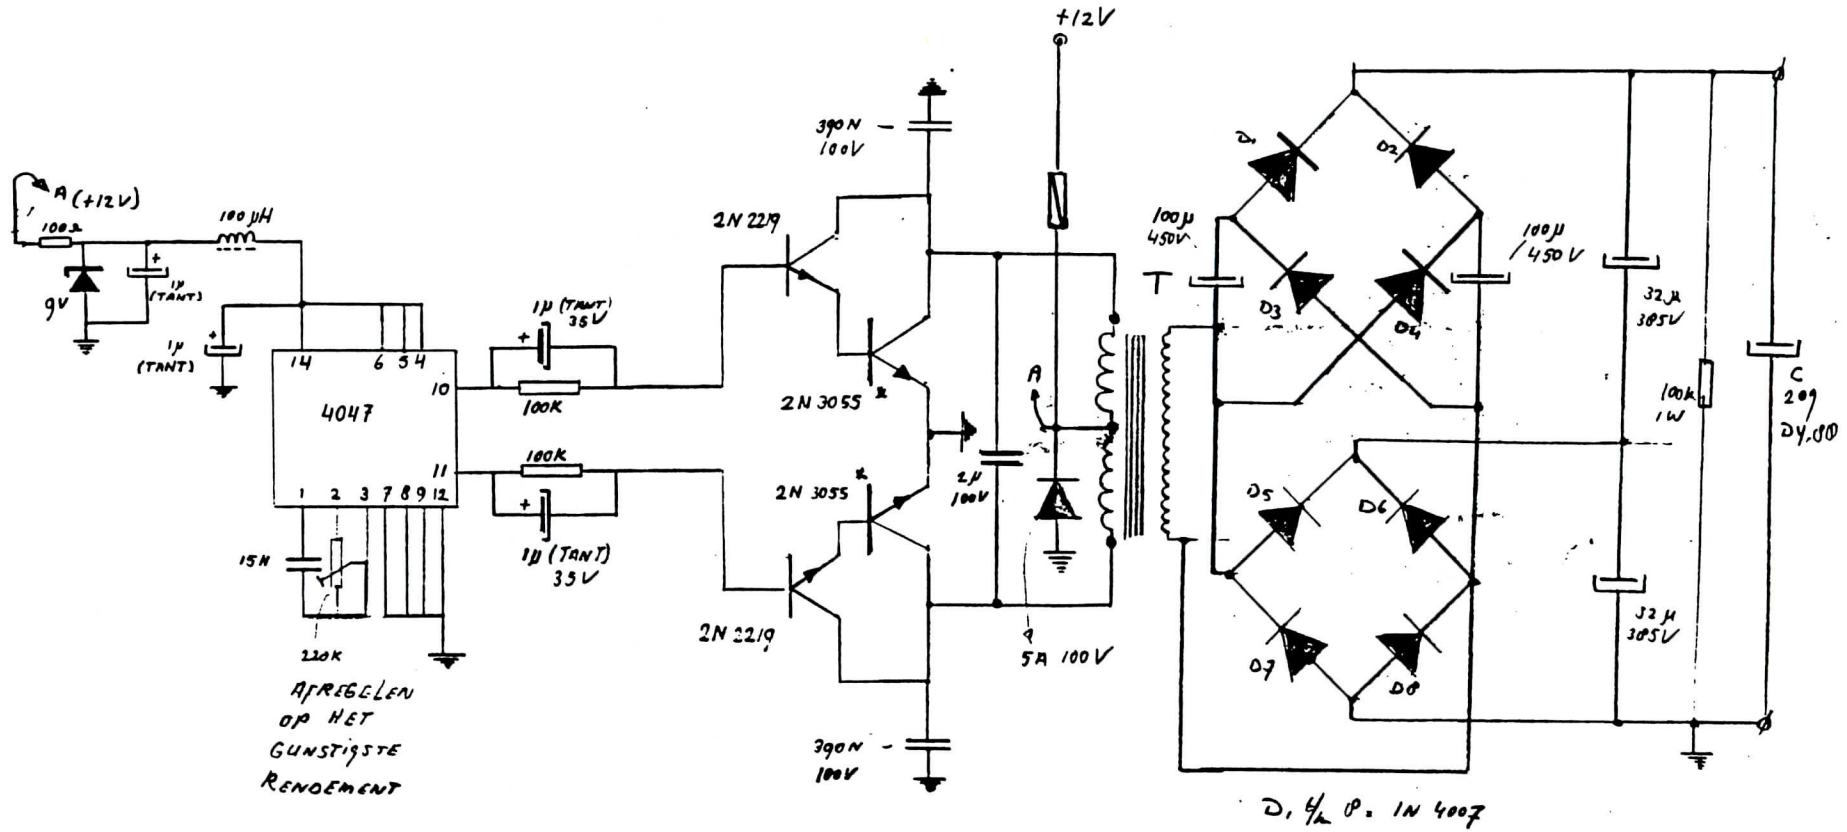 +12V
A (+12V)
100Ω
100µH
9V
+
1µ
(TANT)
+
1µ
(TANT)
14
6
5
4
4047
10
11
1
2
3
7
8
9
12
15N
220K
AFREGELEN
OP HET
GUNSTIGSTE
RENDEMENT
+
1µ (TANT)
35V
100K
100K
+
1µ (TANT)
35V
2N2219
2N 3055 *
2N 3055 *
2N 2219
390N
100V
390N
100V
2µ
100V
A
5A 100V
T
100µ
450V
100µ
450V
D1
D2
D3
D4
D5
D6
D7
D8
32µ
385V
32µ
385V
100K
1W
C
D1 t/m 8 = 1N 4007